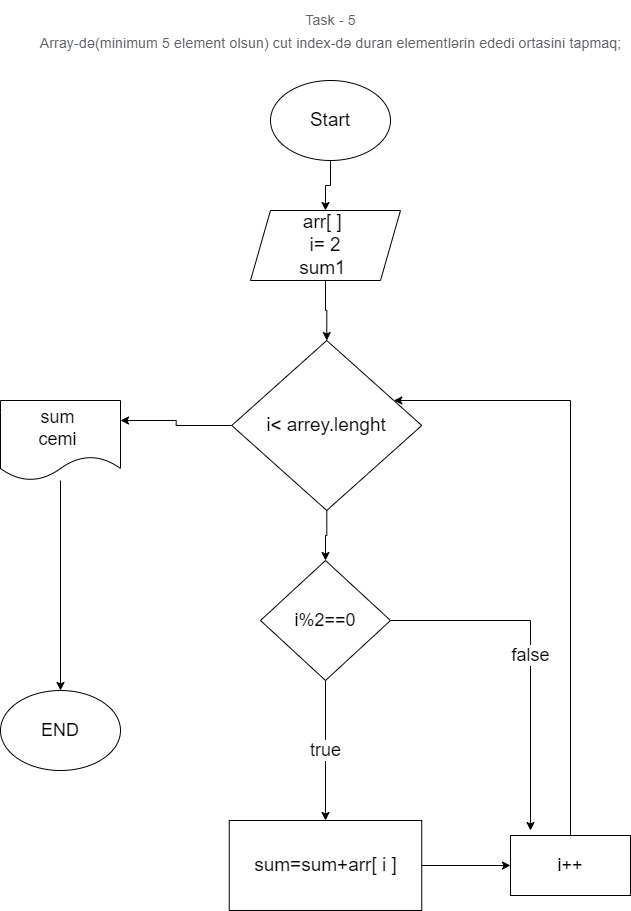 Task - 5
Array-də(minimum 5 element olsun) cut index-də duran elementlərin ededi ortasini tapmaq;
Start
arr[ ]
i= 2
sum1
i< arrey.lenght
sum
cemi
i%2==0
false
END
true
sum=sum+arr[ i ]
i++